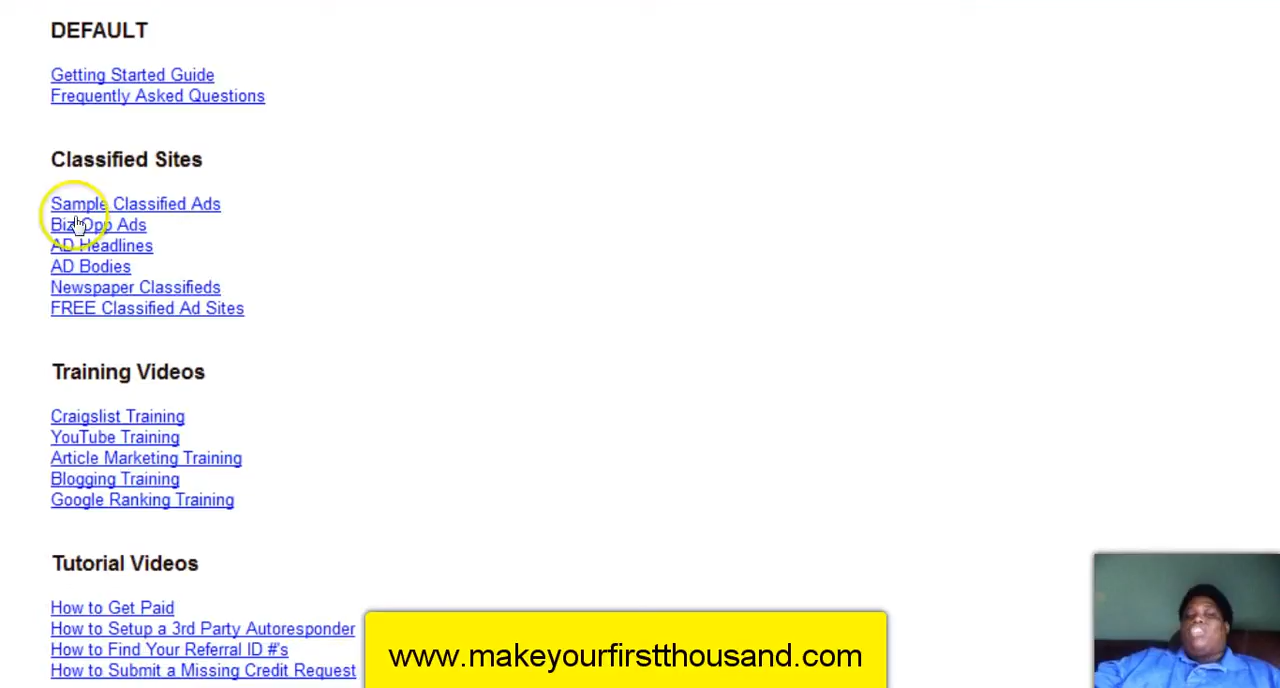 DEFAULT
Getting Started Guide
Frequently Asked Questions
Classified Sites
Sample Classified Ads
Biz Opp Ads
AD Headlines
AD Bodies
Newspaper Classifieds
FREE Classified Ad Sites
Training Videos
Craigslist Training
YouTube Training
Article Marketing Training
Blogging Training
Google Ranking Training
Tutorial Videos
How to Get Paid
How to Setup a 3rd Party Autoresponder
How to Find Your Referral ID #'s
How to Submit a Missing Credit Request
www.makeyourfirstthousand.com